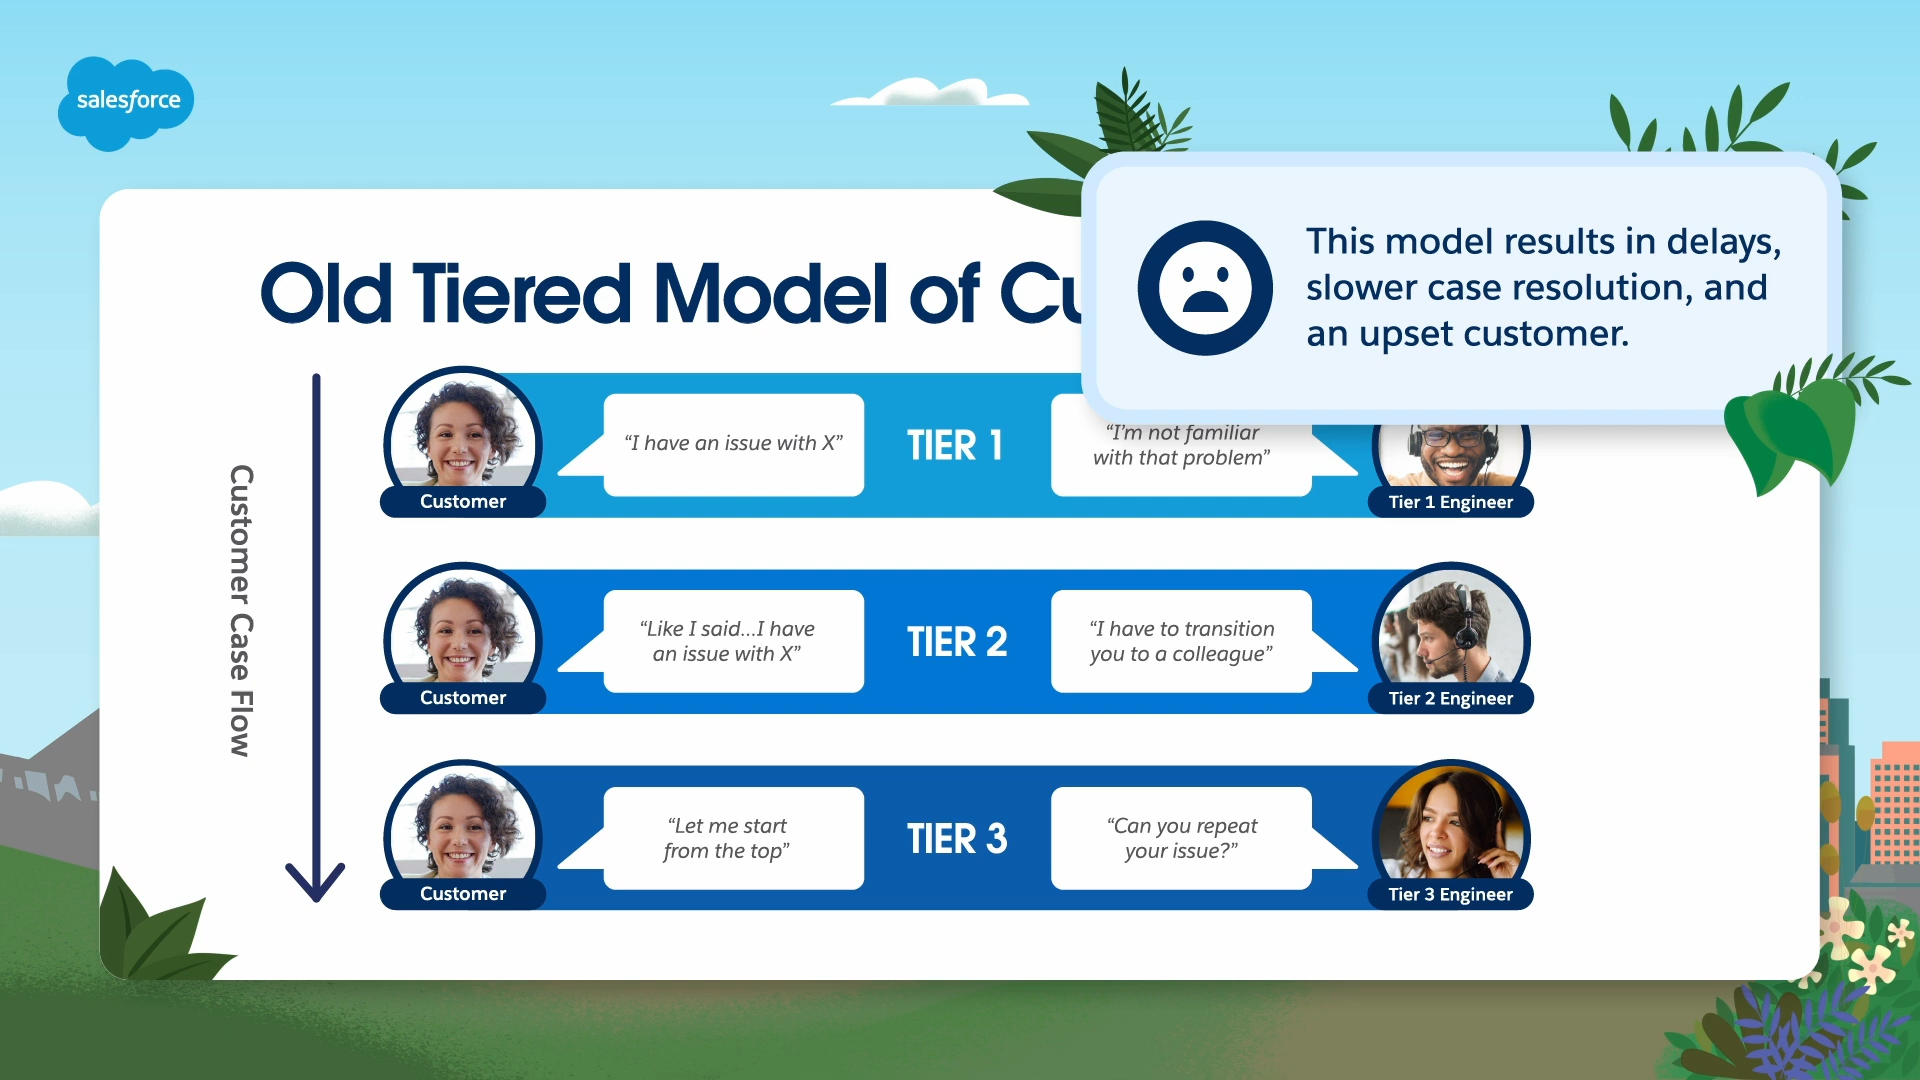 salesforce
Old Tiered Model of
This model results in delays,
slower case resolution, and
an upset customer.
Customer Case Flow
“I have an issue with X”
TIER 1
“I’m not familiar
with that problem”
Customer
Tier 1 Engineer
“Like I said...I have
an issue with X”
TIER 2
“I have to transition
you to a colleague”
Customer
Tier 2 Engineer
“Let me start
from the top”
TIER 3
“Can you repeat
your issue?”
Customer
Tier 3 Engineer